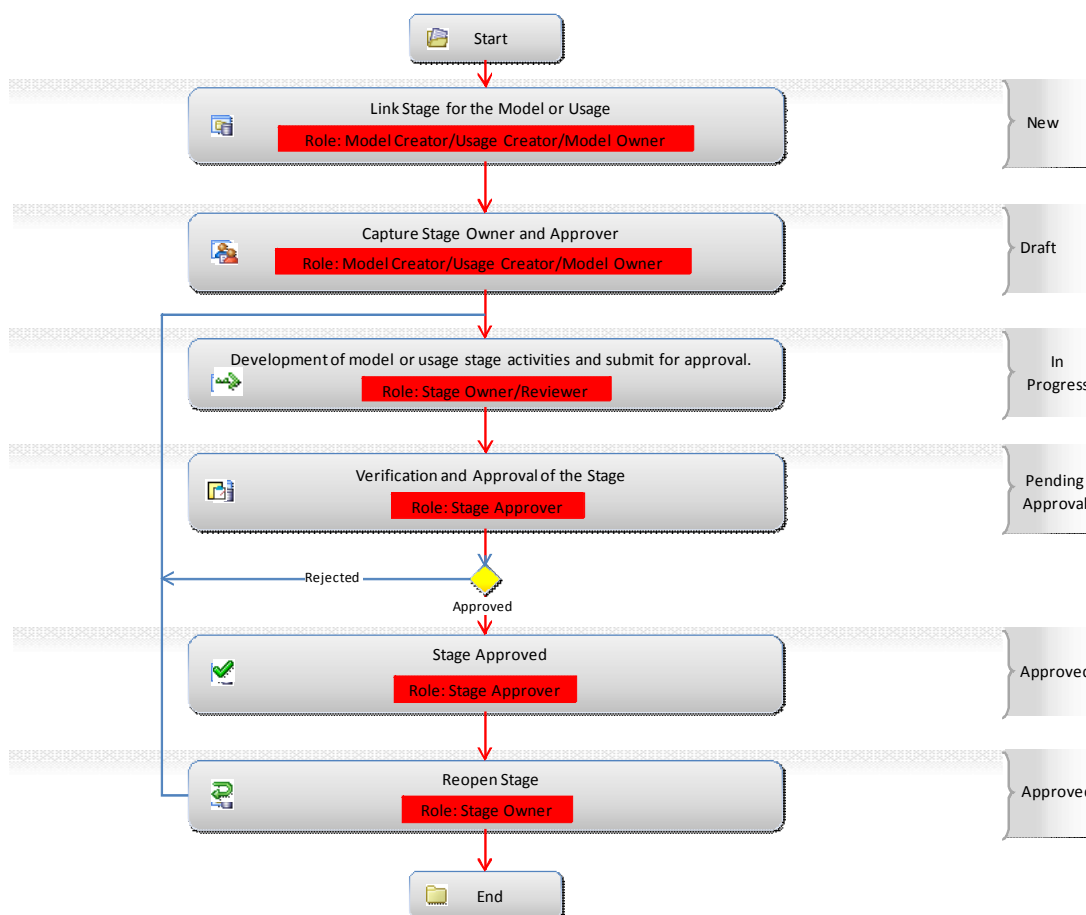 Start
Link Stage for the Model or Usage
Role: Model Creator/Usage Creator/Model Owner
New
Capture Stage Owner and Approver
Role: Model Creator/Usage Creator/Model Owner
Draft
Development of model or usage stage activities and submit for approval.
Role: Stage Owner/Reviewer
In
Progress
Verification and Approval of the Stage
Role: Stage Approver
Pending
Approval
Rejected
Approved
Stage Approved
Role: Stage Approver
Approved
Reopen Stage
Role: Stage Owner
Approved
End